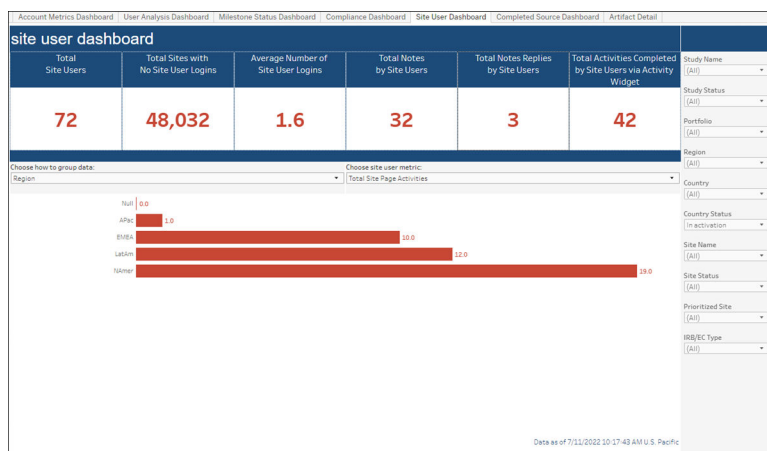 Account Metrics Dashboard
User Analysis Dashboard
Milestone Status Dashboard
Compliance Dashboard
Site User Dashboard
Completed Source Dashboard
Artifact Detail
site user dashboard
Total
Site Users
Total Sites with
No Site User Logins
Average Number of
Site User Logins
Total Notes
by Site Users
Total Notes Replies
by Site Users
Total Activities Completed
by Site Users via Activity
Widget
72
48,032
1.6
32
3
42
Choose how to group data:
Region
Choose site user metric:
Total Site Page Activities
Null 0.0
APac 1.0
EMEA 10.0
LatAm 12.0
NAmer 19.0
Data as of 7/11/2022 10:17:43 AM U.S. Pacific
Study Name
(All)
Study Status
(All)
Portfolio
(All)
Region
(All)
Country
(All)
Country Status
In activation
Site Name
(All)
Site Status
(All)
Prioritized Site
(All)
IRB/EC Type
(All)